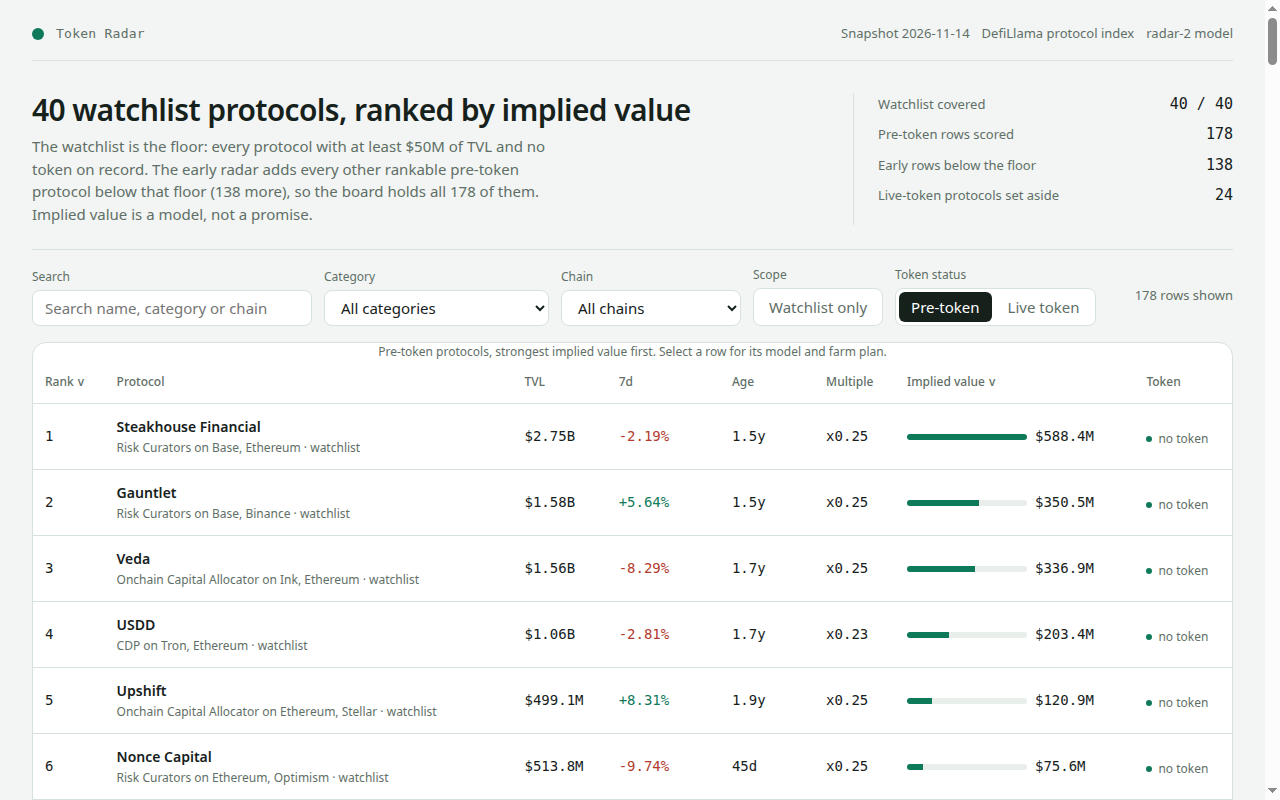 Token Radar
Snapshot 2026-11-14 DefiLlama protocol index radar-2 model
40 watchlist protocols, ranked by implied value
The watchlist is the floor: every protocol with at least $50M of TVL and no
token on record. The early radar adds every other rankable pre-token
protocol below that floor (138 more), so the board holds all 178 of them.
Implied value is a model, not a promise.
Watchlist covered 40 / 40
Pre-token rows scored 178
Early rows below the floor 138
Live-token protocols set aside 24
Search Category Chain Scope Token status
Search name, category or chain All categories All chains Watchlist only Pre-token Live token 178 rows shown
Pre-token protocols, strongest implied value first. Select a row for its model and farm plan.
Rank v Protocol TVL 7d Age Multiple Implied value v Token
1 Steakhouse Financial $2.75B -2.19% 1.5y x0.25 $588.4M no token
Risk Curators on Base, Ethereum · watchlist
2 Gauntlet $1.58B +5.64% 1.5y x0.25 $350.5M no token
Risk Curators on Base, Binance · watchlist
3 Veda $1.56B -8.29% 1.7y x0.25 $336.9M no token
Onchain Capital Allocator on Ink, Ethereum · watchlist
4 USDD $1.06B -2.81% 1.7y x0.23 $203.4M no token
CDP on Tron, Ethereum · watchlist
5 Upshift $499.1M +8.31% 1.9y x0.25 $120.9M no token
Onchain Capital Allocator on Ethereum, Stellar · watchlist
6 Nonce Capital $513.8M -9.74% 45d x0.25 $75.6M no token
Risk Curators on Ethereum, Optimism · watchlist